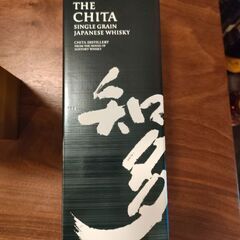 THE
CHITA
SINGLE GRAIN
JAPANESE WHISKY
CHITA DISTILLERY
FROM THE HOUSE OF
SUNTORY WHISKY
知多